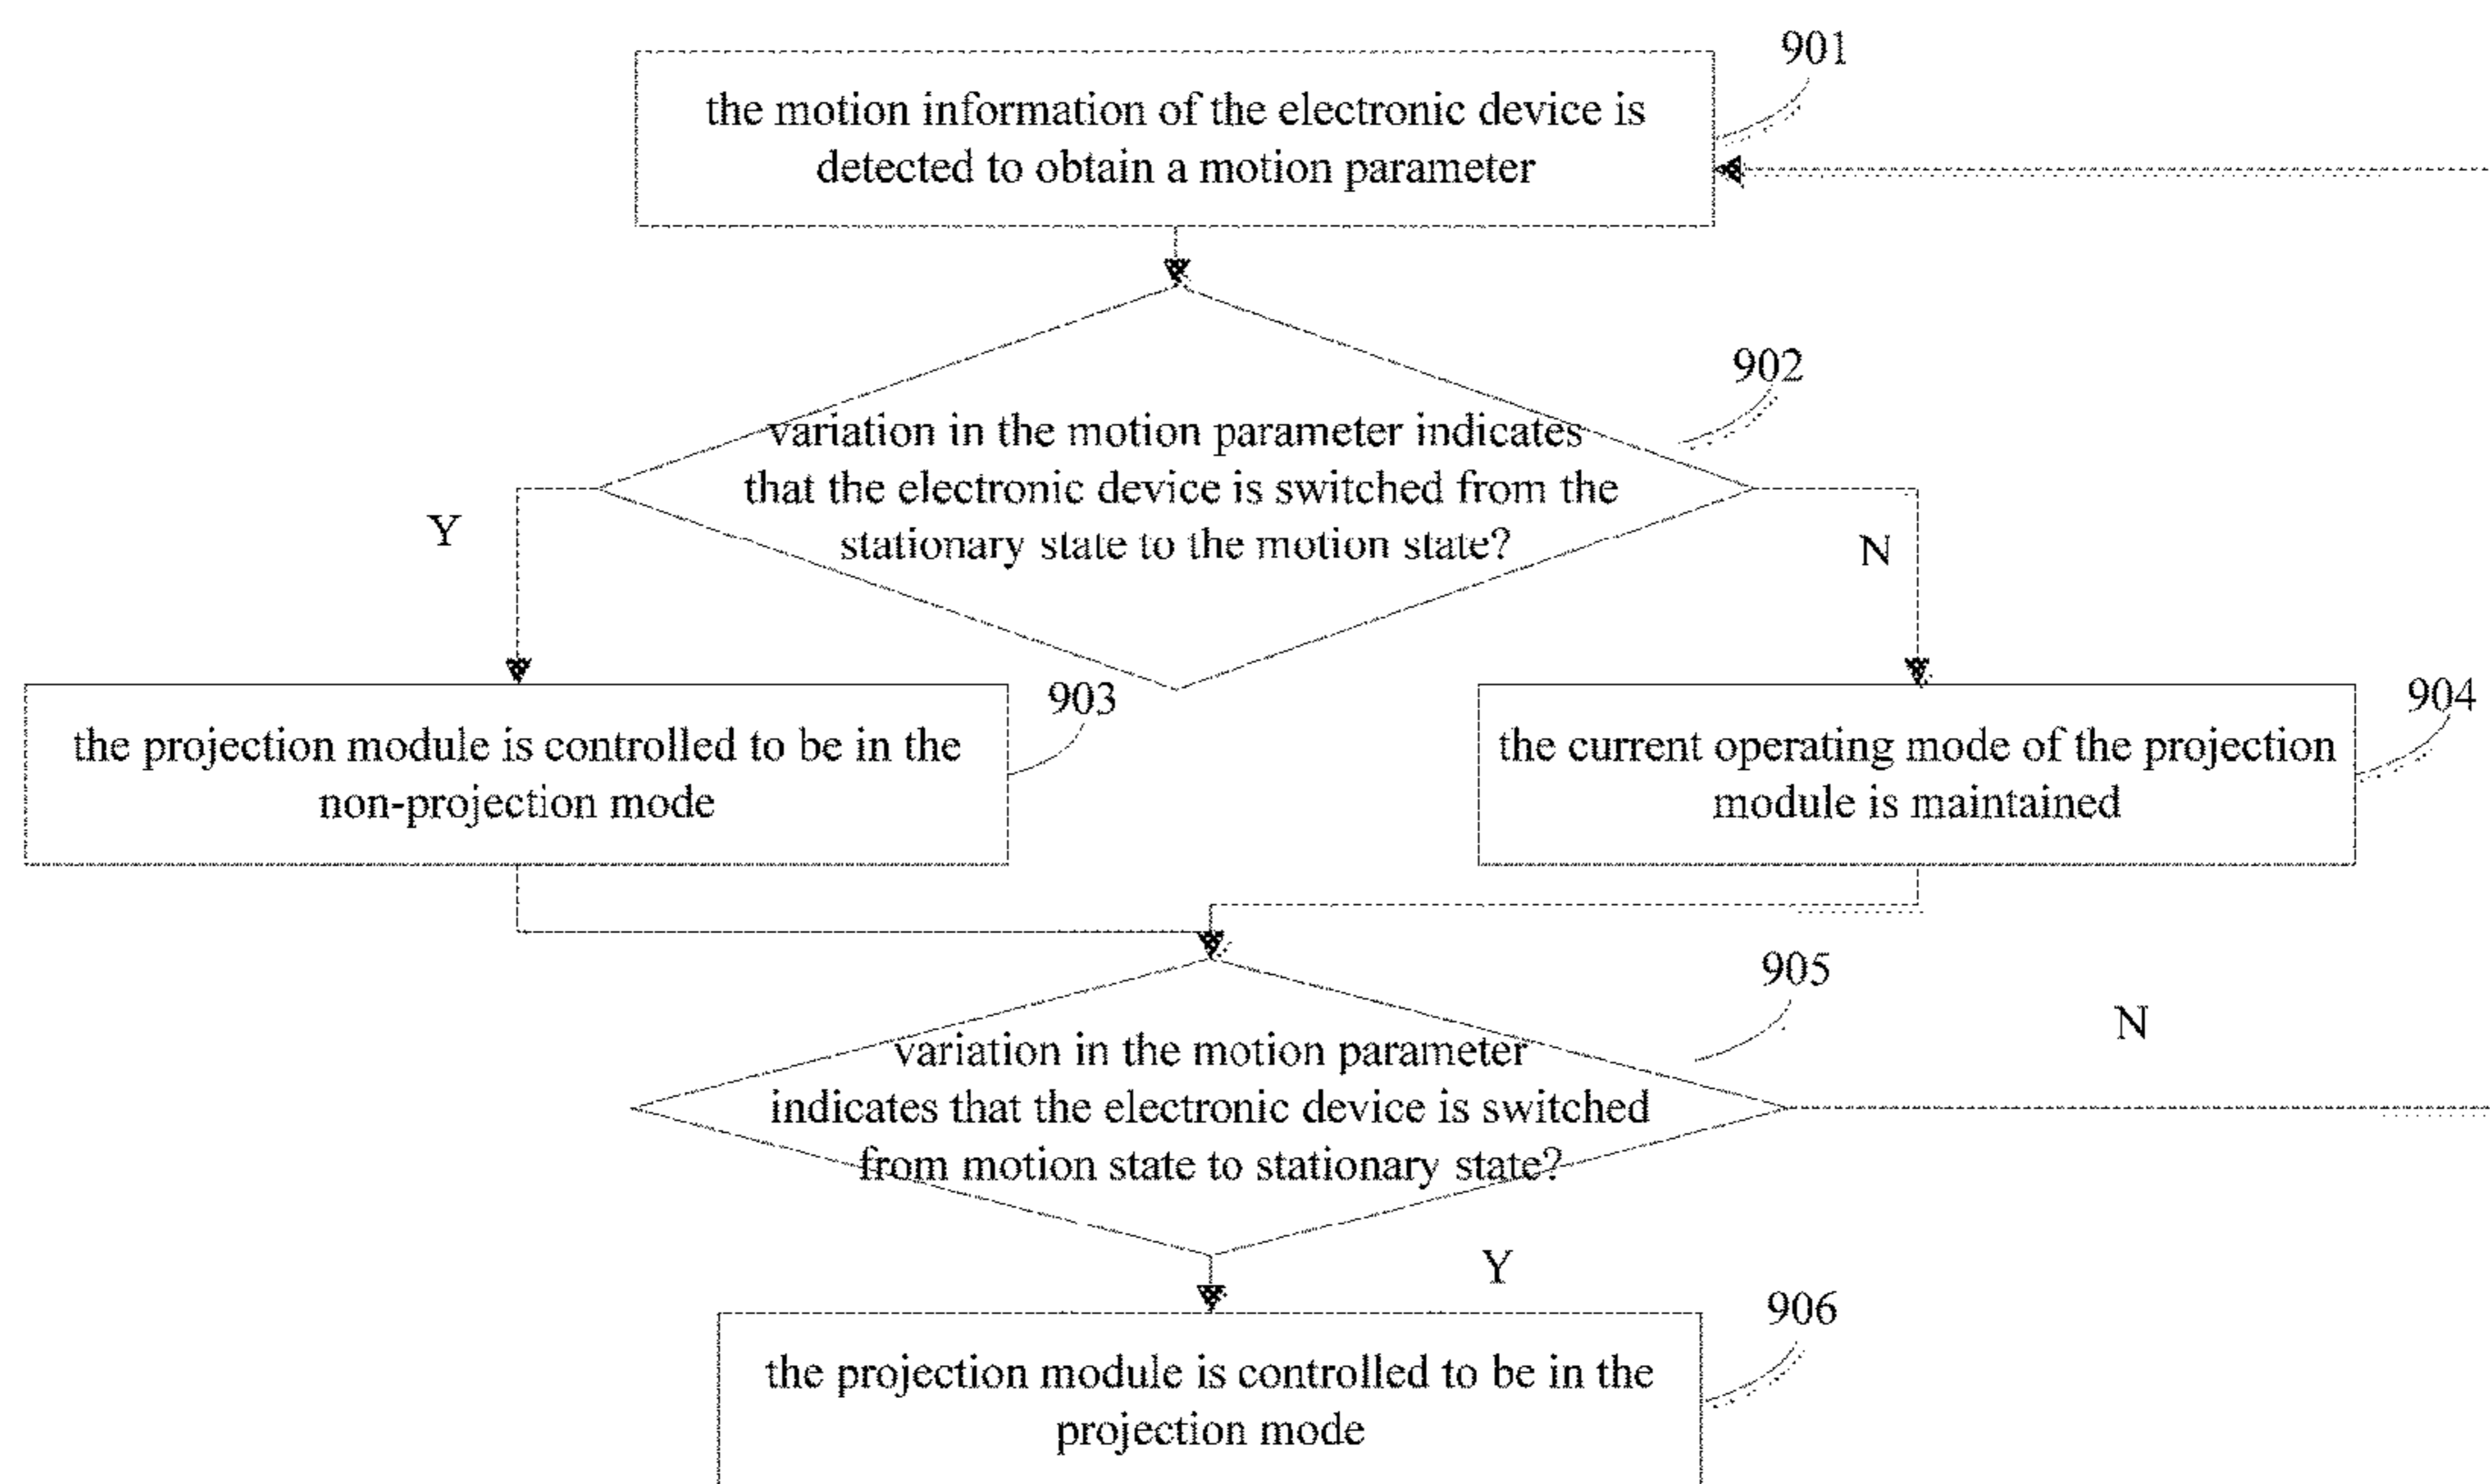 901
the motion information of the electronic device is
detected to obtain a motion parameter
902
variation in the motion parameter indicates
that the electronic device is switched from the
stationary state to the motion state?
Y
N
903
the projection module is controlled to be in the
non-projection mode
904
the current operating mode of the projection
module is maintained
905
N
variation in the motion parameter
indicates that the electronic device is switched
from motion state to stationary state?
Y
906
the projection module is controlled to be in the
projection mode